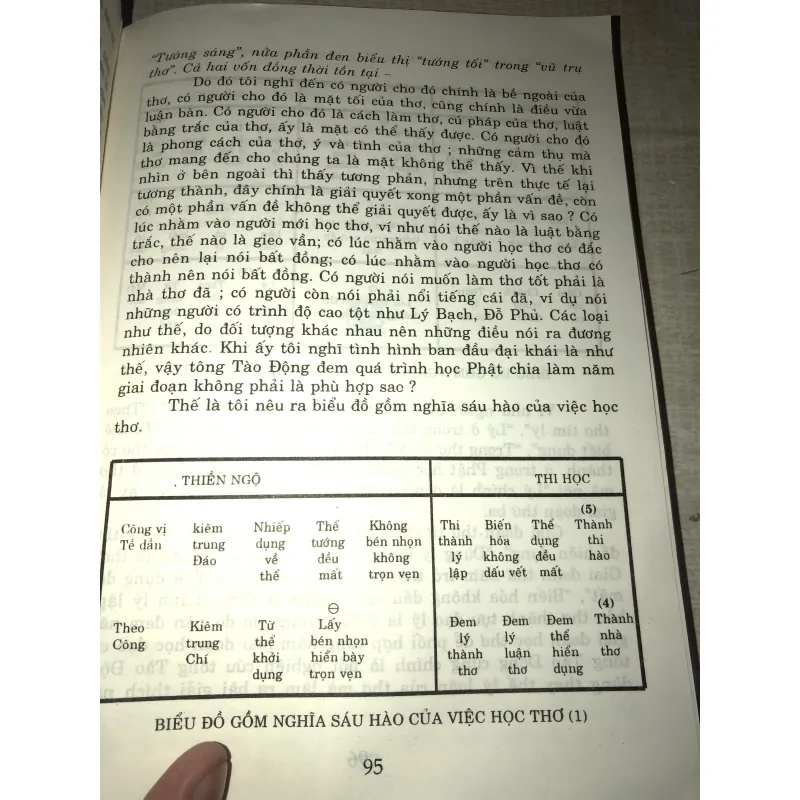 "Tướng sáng", nửa phần đen biểu thị "tướng tối" trong "vũ trụ
thơ". Cả hai vốn đồng thời tồn tại –
Do đó tôi nghĩ đến có người cho đó chính là bề ngoài của
thơ, có người cho đó là mặt tối của thơ, cũng chính là điều vừa
luận bàn. Có người cho đó là cách làm thơ, cú pháp của thơ, luật
bằng trắc của thơ, ấy là mặt có thể thấy được. Có người cho đó
là phong cách của thơ, ý và tình của thơ ; những cảm thụ mà
thơ mang đến cho chúng ta là mặt không thể thấy. Vì thế khi
nhìn ở bên ngoài thì thấy tương phản, nhưng trên thực tế lại
tương thành, đây chính là giải quyết xong một phần vấn đề, còn
có một phần vấn đề không thể giải quyết được, ấy là vì sao ? Có
lúc nhằm vào người mới học thơ, ví như nói thế nào là luật bằng
trắc, thế nào là gieo vần; có lúc nhằm vào người học thơ có đắc
cho nên lại nói bất đồng; có lúc nhằm vào người học thơ có
thành nên nói bất đồng. Có người nói muốn làm thơ tốt phải là
nhà thơ đã ; có người còn nói phải nổi tiếng cái đã, ví dụ nói
những người có trình độ cao tột như Lý Bạch, Đỗ Phủ. Các loại
như thế, do đối tượng khác nhau nên những điều nói ra đương
nhiên khác. Khi ấy tôi nghĩ tình hình ban đầu đại khái là như
thế, vậy tông Tào Động đem quá trình học Phật chia làm năm
giai đoạn không phải là phù hợp sao ?
Thế là tôi nêu ra biểu đồ gồm nghĩa sáu hào của việc học
thơ.
THIỀN NGỘ THI HỌC
(5)
Công vị kiêm Nhiếp Thể Không Thi Biến Thể Thành
Tề dẫn trung dụng tướng bén nhọn thành hóa dụng thi
Đáo về đều không lý không đều hào
thể mất trọn vẹn lập dấu vết mất
⊖ (4)
Theo Kiêm Từ Lấy Đem Đem Đem Thành
Công trung thể bén nhọn lý lý thể nhà
Chí khởi hiển bày thành luận hiển thơ
dụng trọn vẹn thơ thơ dụng
BIỂU ĐỒ GỒM NGHĨA SÁU HÀO CỦA VIỆC HỌC THƠ (1)
95